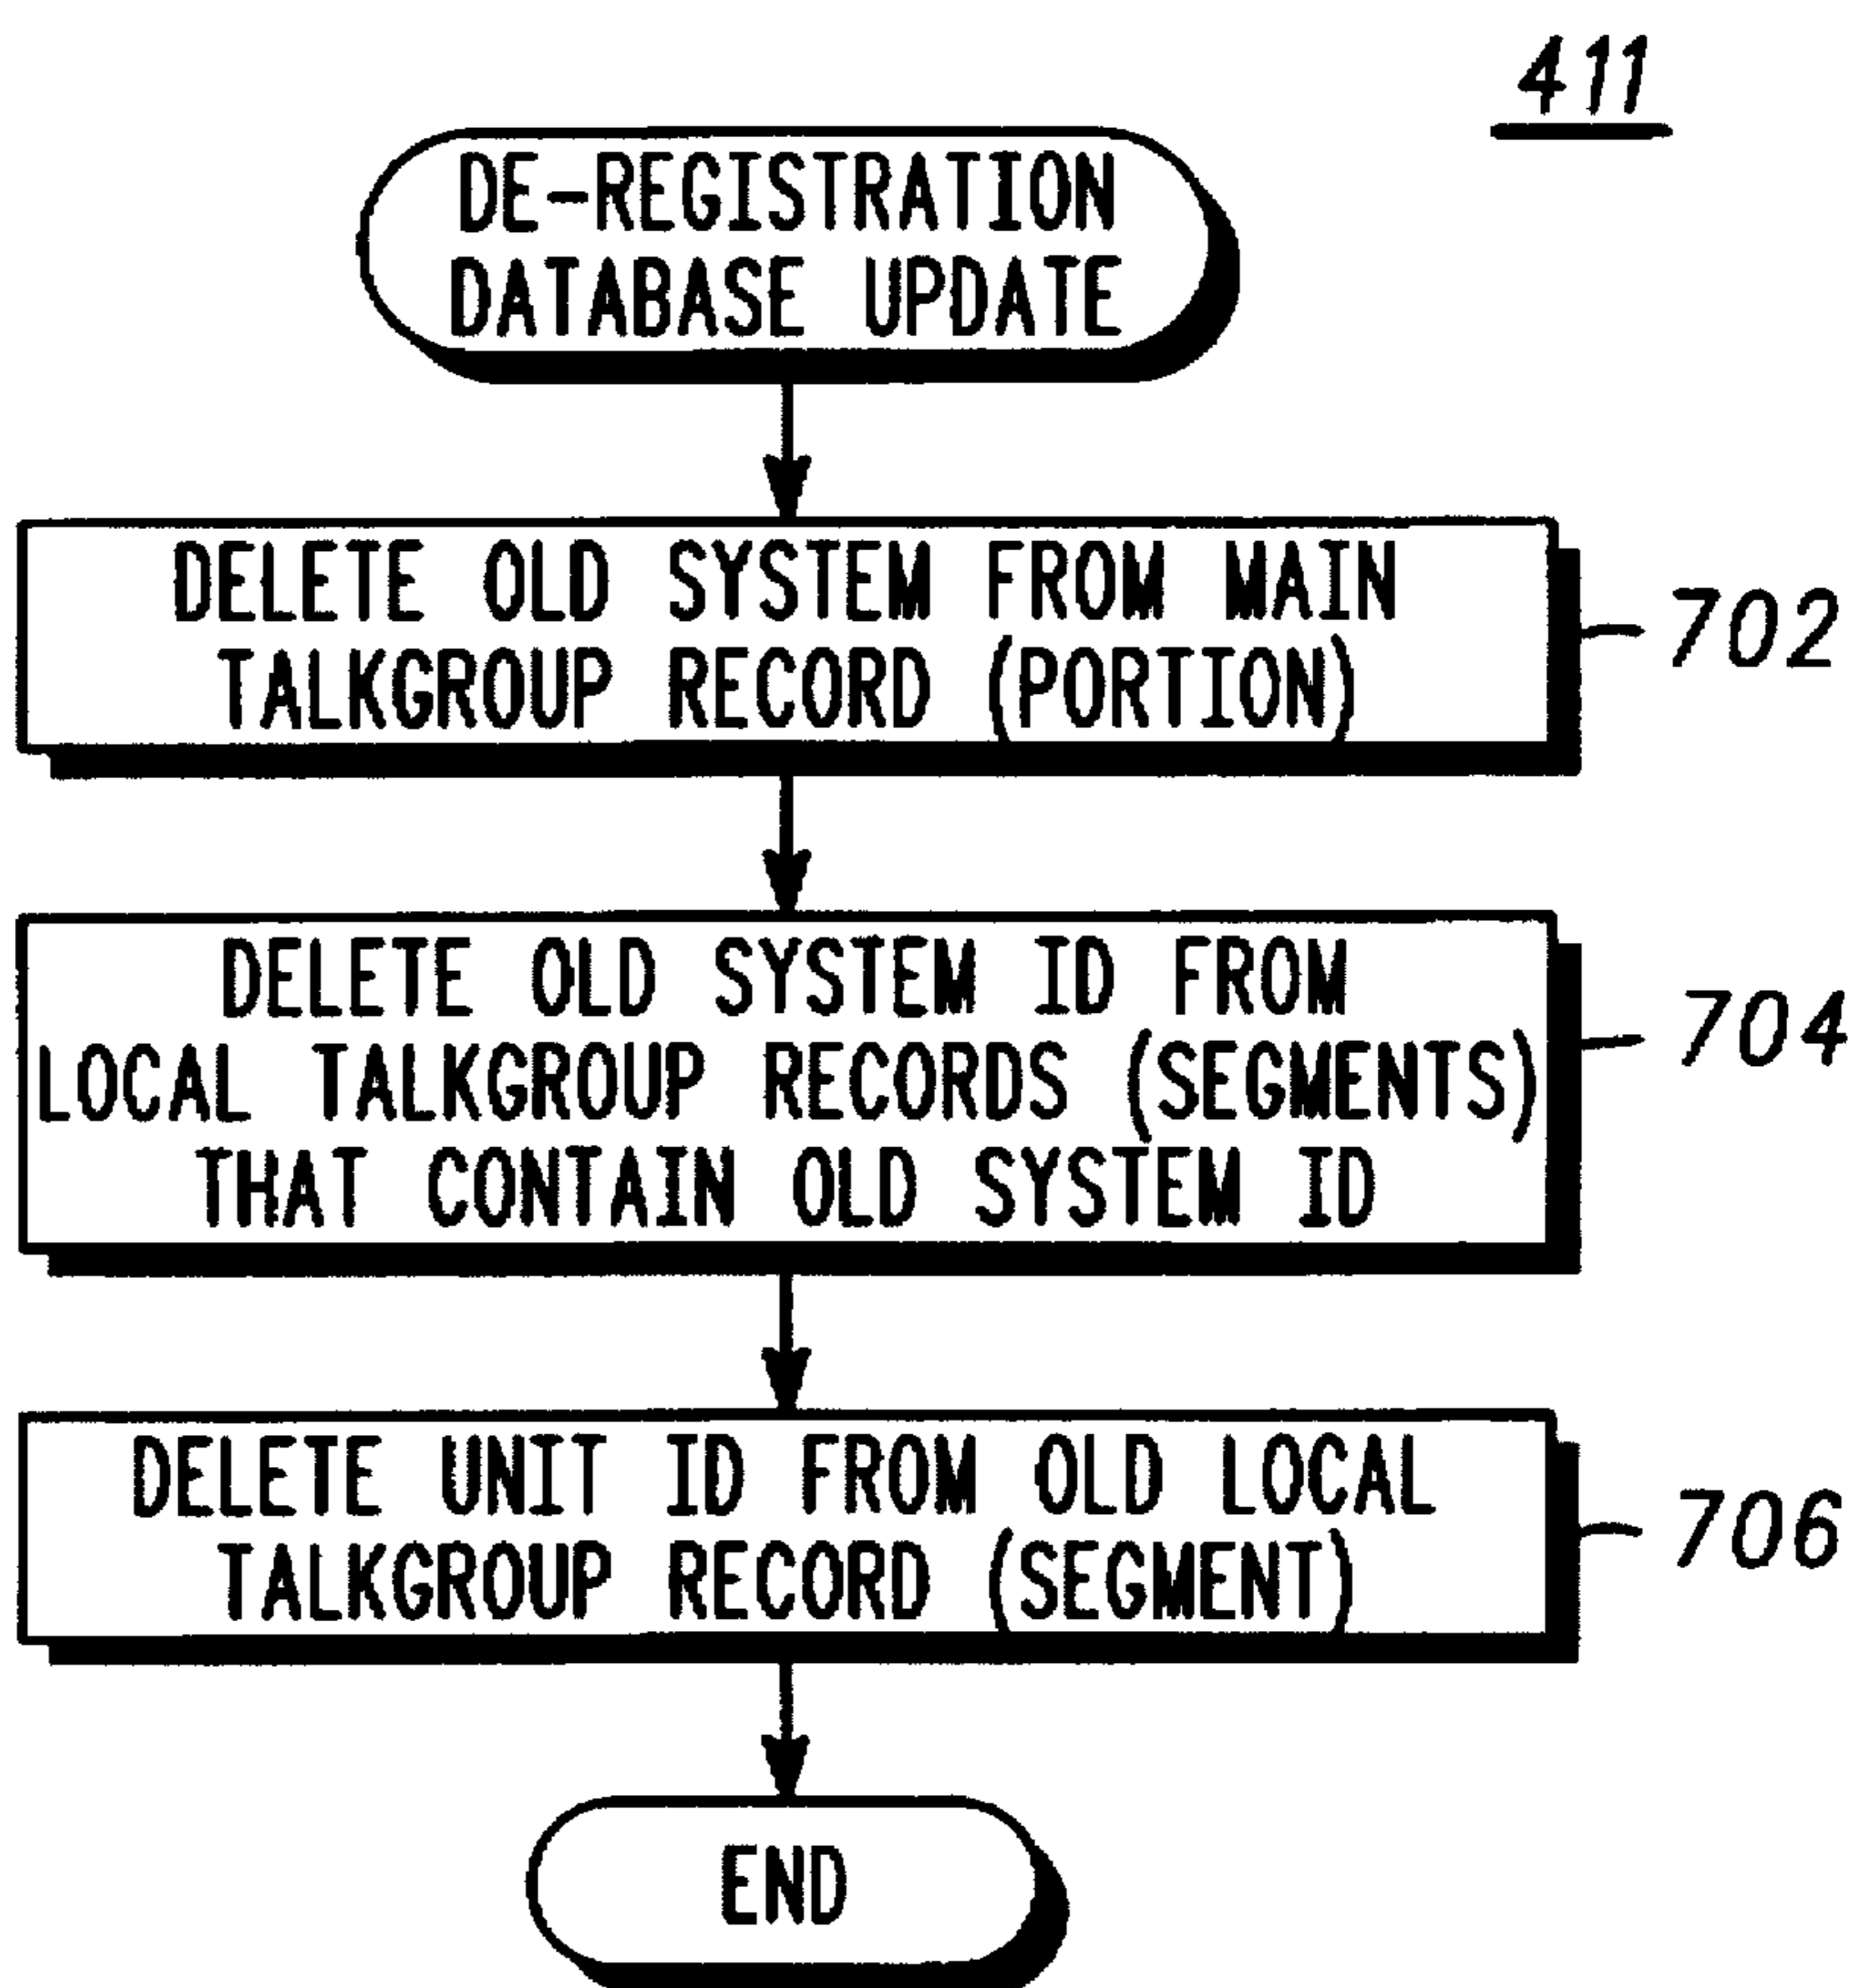 411
DE-REGISTRATION
DATABASE UPDATE
DELETE OLD SYSTEM FROM MAIN
TALKGROUP RECORD (PORTION)
702
DELETE OLD SYSTEM ID FROM
LOCAL TALKGROUP RECORDS (SEGMENTS)
THAT CONTAIN OLD SYSTEM ID
704
DELETE UNIT ID FROM OLD LOCAL
TALKGROUP RECORD (SEGMENT)
706
END